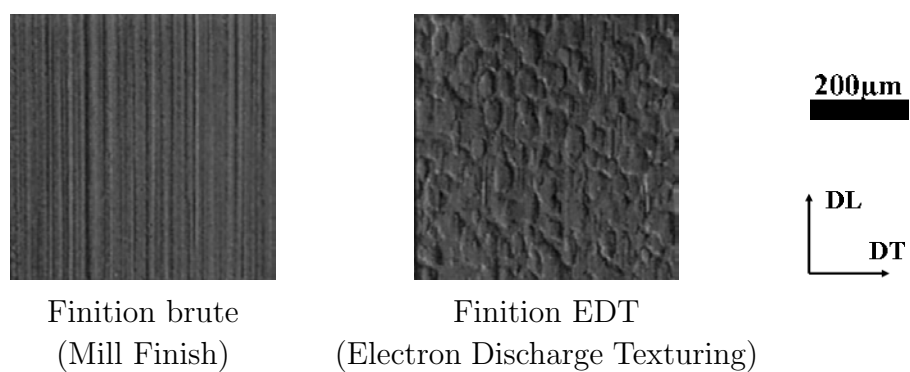 200μm
DL
DT
Finition brute
(Mill Finish)
Finition EDT
(Electron Discharge Texturing)